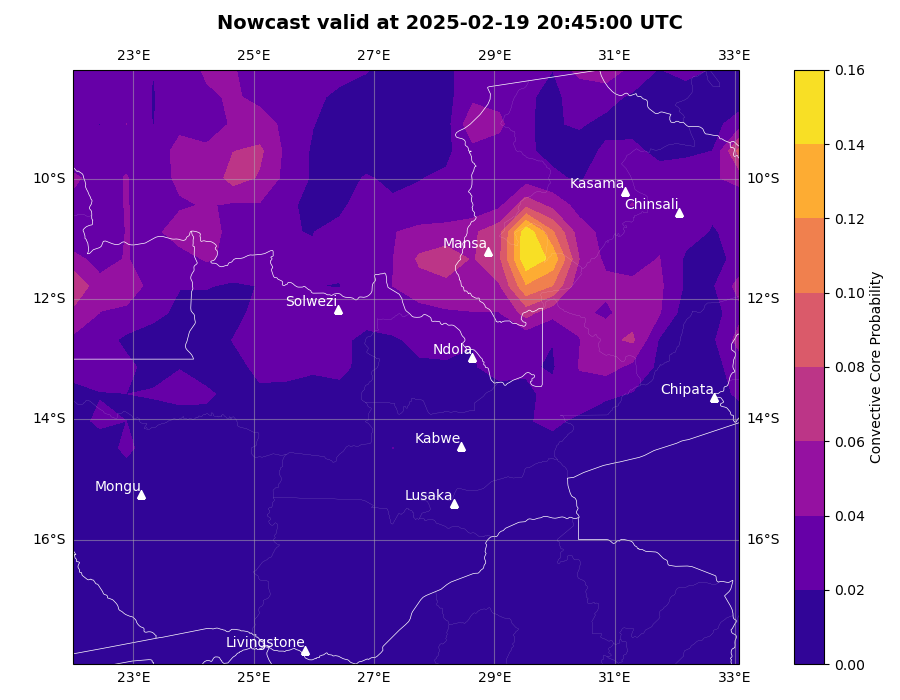 Nowcast valid at 2025-02-19 20:45:00 UTC
23°E 25°E 27°E 29°E 31°E 33°E
0.16
0.14
10°S Kasama 10°S
Chinsali
0.12
Mansa
0.10
12°S Solwezi 12°S
0.08
Ndola
Chipata
14°S 14°S
0.06
Kabwe
Mongu
Lusaka
0.04
16°S 16°S
0.02
Livingstone
0.00
23°E 25°E 27°E 29°E 31°E 33°E
Convective Core Probability